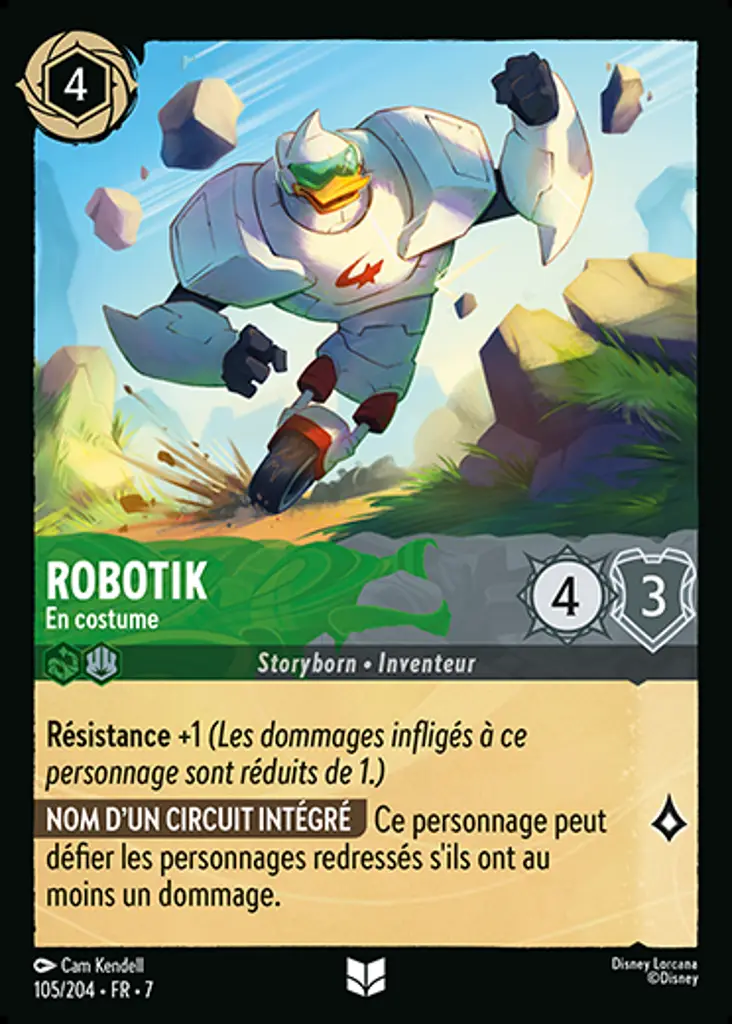 4
ROBOTIK
En costume
4
3
Storyborn • Inventeur
Résistance +1 (Les dommages infligés à ce
personnage sont réduits de 1.)
NOM D'UN CIRCUIT INTÉGRÉ Ce personnage peut
défier les personnages redressés s'ils ont au
moins un dommage.
Cam Kendell
105/204 • FR • 7
Disney Lorcana
©Disney